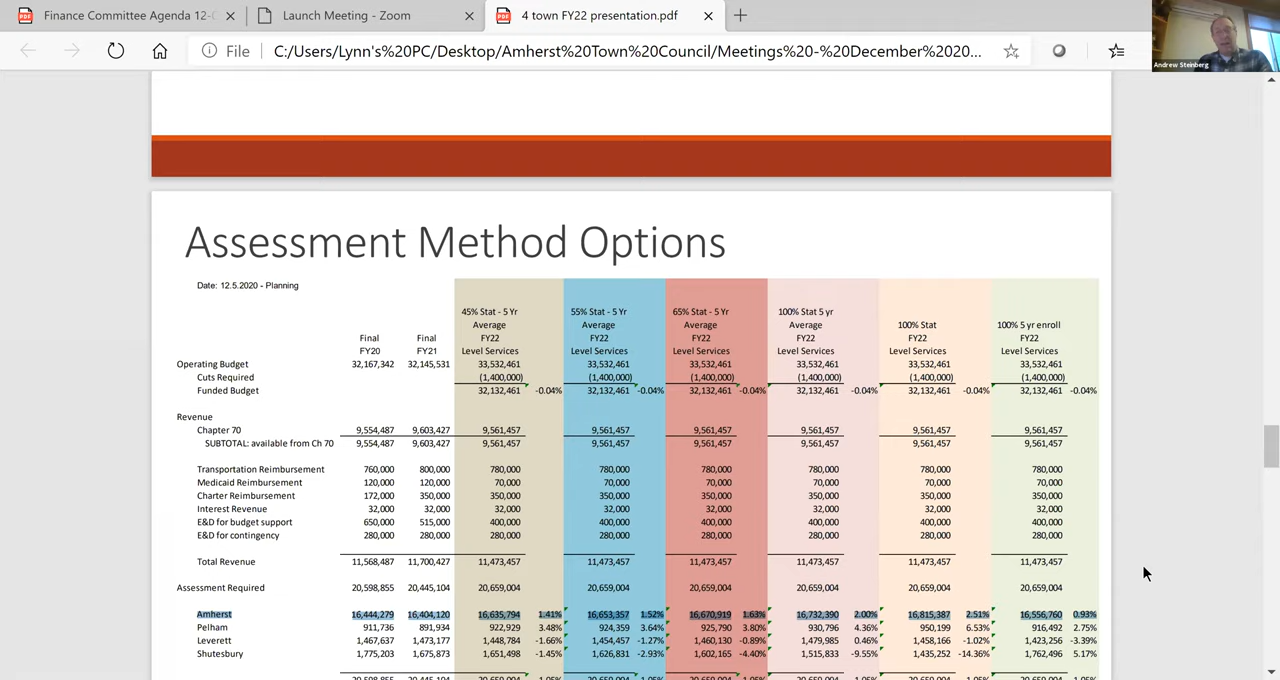 Finance Committee Agenda 12-
Launch Meeting - Zoom
4 town FY22 presentation.pdf
File
C:/Users/Lynn's%20PC/Desktop/Amherst%20Town%20Council/Meetings%20-%20December%2020...
Andrew Steinberg
Assessment Method Options
Date: 12.5.2020 - Planning
45% Stat - 5 Yr 55% Stat - 5 Yr 65% Stat - 5 Yr 100% Stat 5 yr
Average Average Average Average 100% Stat 100% 5 yr enroll
Final Final FY22 FY22 FY22 FY22 FY22 FY22
FY20 FY21 Level Services Level Services Level Services Level Services Level Services Level Services
Operating Budget 32,167,342 32,145,531 33,532,461 33,532,461 33,532,461 33,532,461 33,532,461 33,532,461
Cuts Required (1,400,000) (1,400,000) (1,400,000) (1,400,000) (1,400,000) (1,400,000)
Funded Budget 32,132,461 -0.04% 32,132,461 -0.04% 32,132,461 -0.04% 32,132,461 -0.04% 32,132,461 -0.04% 32,132,461 -0.04%
Revenue
Chapter 70 9,554,487 9,603,427 9,561,457 9,561,457 9,561,457 9,561,457 9,561,457 9,561,457
SUBTOTAL: available from Ch 70 9,554,487 9,603,427 9,561,457 9,561,457 9,561,457 9,561,457 9,561,457 9,561,457
Transportation Reimbursement 760,000 800,000 780,000 780,000 780,000 780,000 780,000 780,000
Medicaid Reimbursement 120,000 120,000 70,000 70,000 70,000 70,000 70,000 70,000
Charter Reimbursement 172,000 350,000 350,000 350,000 350,000 350,000 350,000 350,000
Interest Revenue 32,000 32,000 32,000 32,000 32,000 32,000 32,000 32,000
E&D for budget support 650,000 515,000 400,000 400,000 400,000 400,000 400,000 400,000
E&D for contingency 280,000 280,000 280,000 280,000 280,000 280,000 280,000 280,000
Total Revenue 11,568,487 11,700,427 11,473,457 11,473,457 11,473,457 11,473,457 11,473,457 11,473,457
Assessment Required 20,598,855 20,445,104 20,659,004 20,659,004 20,659,004 20,659,004 20,659,004 20,659,004
Amherst 16,444,279 16,404,120 16,635,794 1.41% 16,653,357 1.52% 16,670,919 1.63% 16,732,390 2.00% 16,815,387 2.51% 16,556,760 0.93%
Pelham 911,736 891,934 922,929 3.48% 924,359 3.64% 925,790 3.80% 930,796 4.36% 950,199 6.53% 916,492 2.75%
Leverett 1,467,637 1,473,177 1,448,784 -1.66% 1,454,457 -1.27% 1,460,130 -0.89% 1,479,985 0.46% 1,458,166 -1.02% 1,423,256 -3.39%
Shutesbury 1,775,203 1,675,873 1,651,498 -1.45% 1,626,831 -2.93% 1,602,165 -4.40% 1,515,833 -9.55% 1,435,252 -14.36% 1,762,496 5.17%